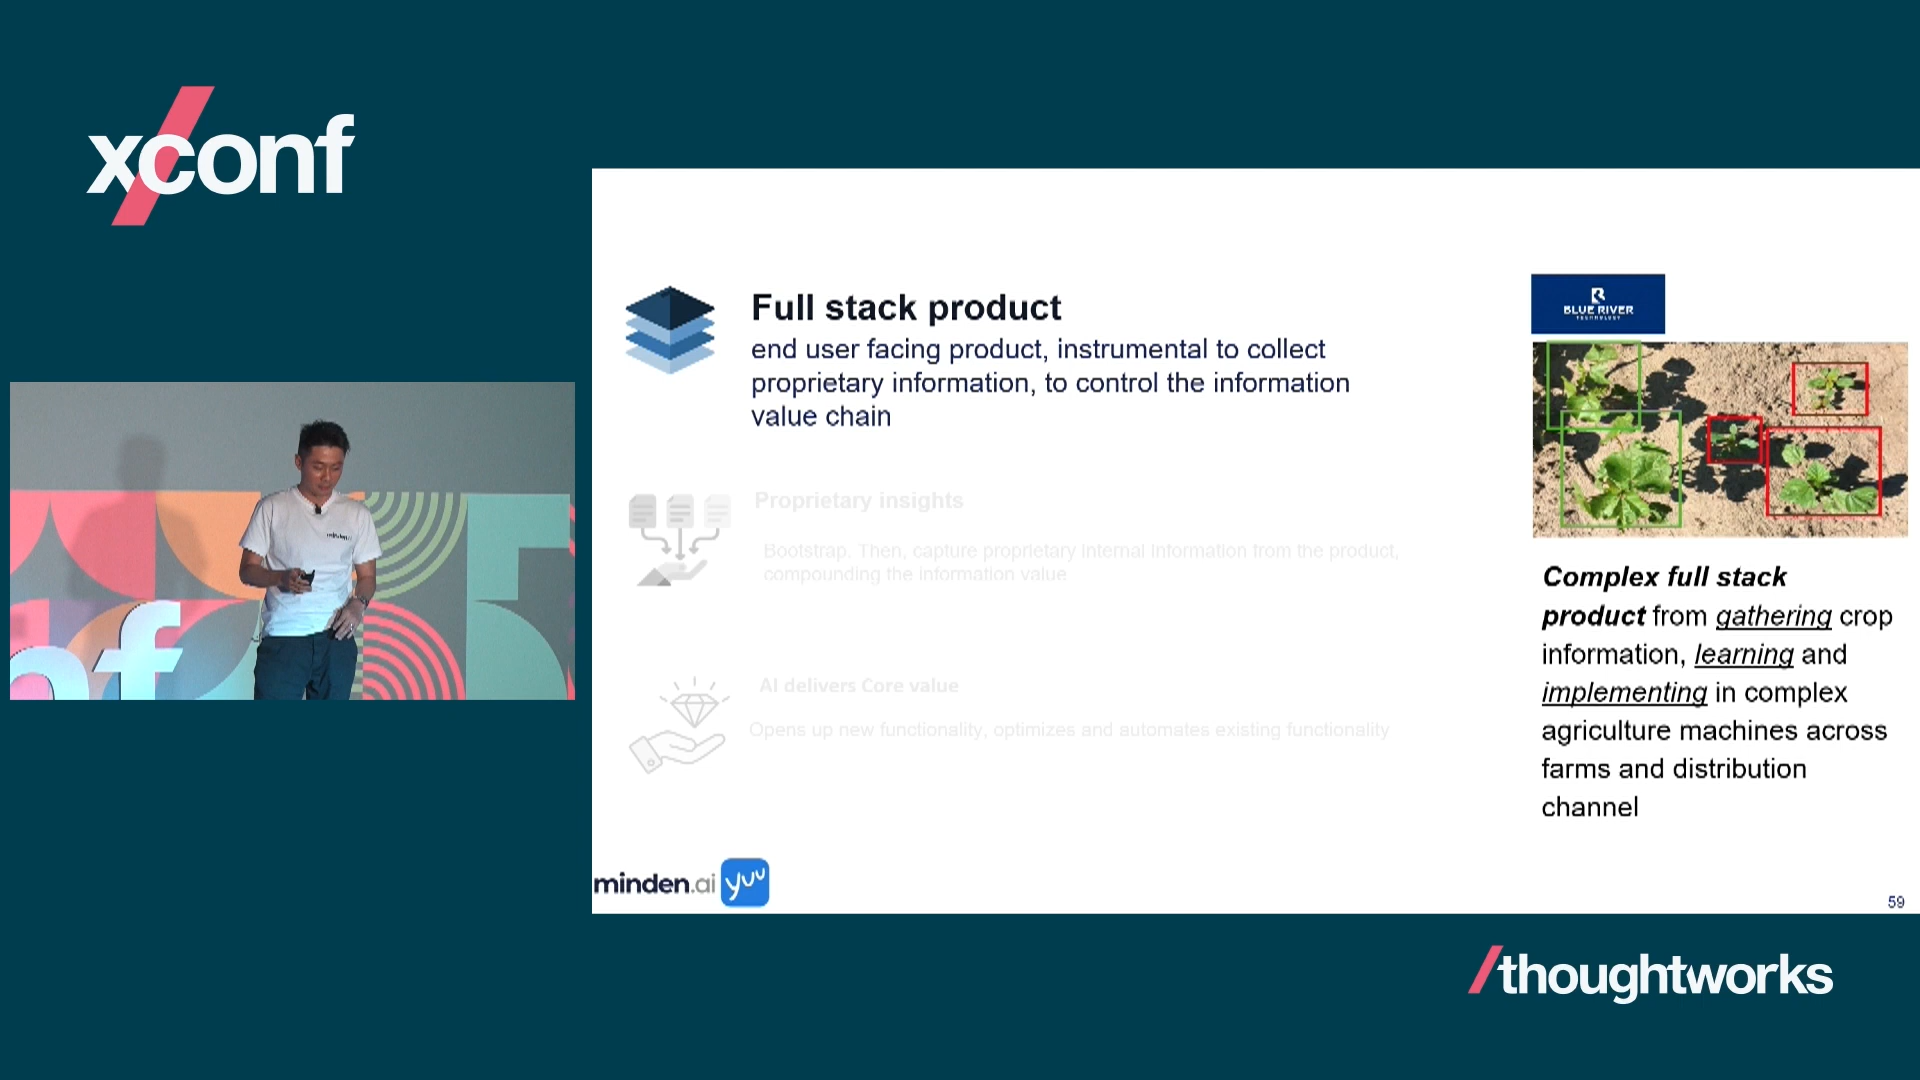 xconf
Full stack product
end user facing product, instrumental to collect
proprietary information, to control the information
value chain
Proprietary insights
Bootstrap. Then, capture proprietary internal information from the product,
compounding the information value
AI delivers Core value
Opens up new functionality, optimizes and automates existing functionality
BLUE RIVER
TECHNOLOGY
Complex full stack
product from gathering crop
information, learning and
implementing in complex
agriculture machines across
farms and distribution
channel
minden.ai
nf
minden.ai yuu
59
/thoughtworks